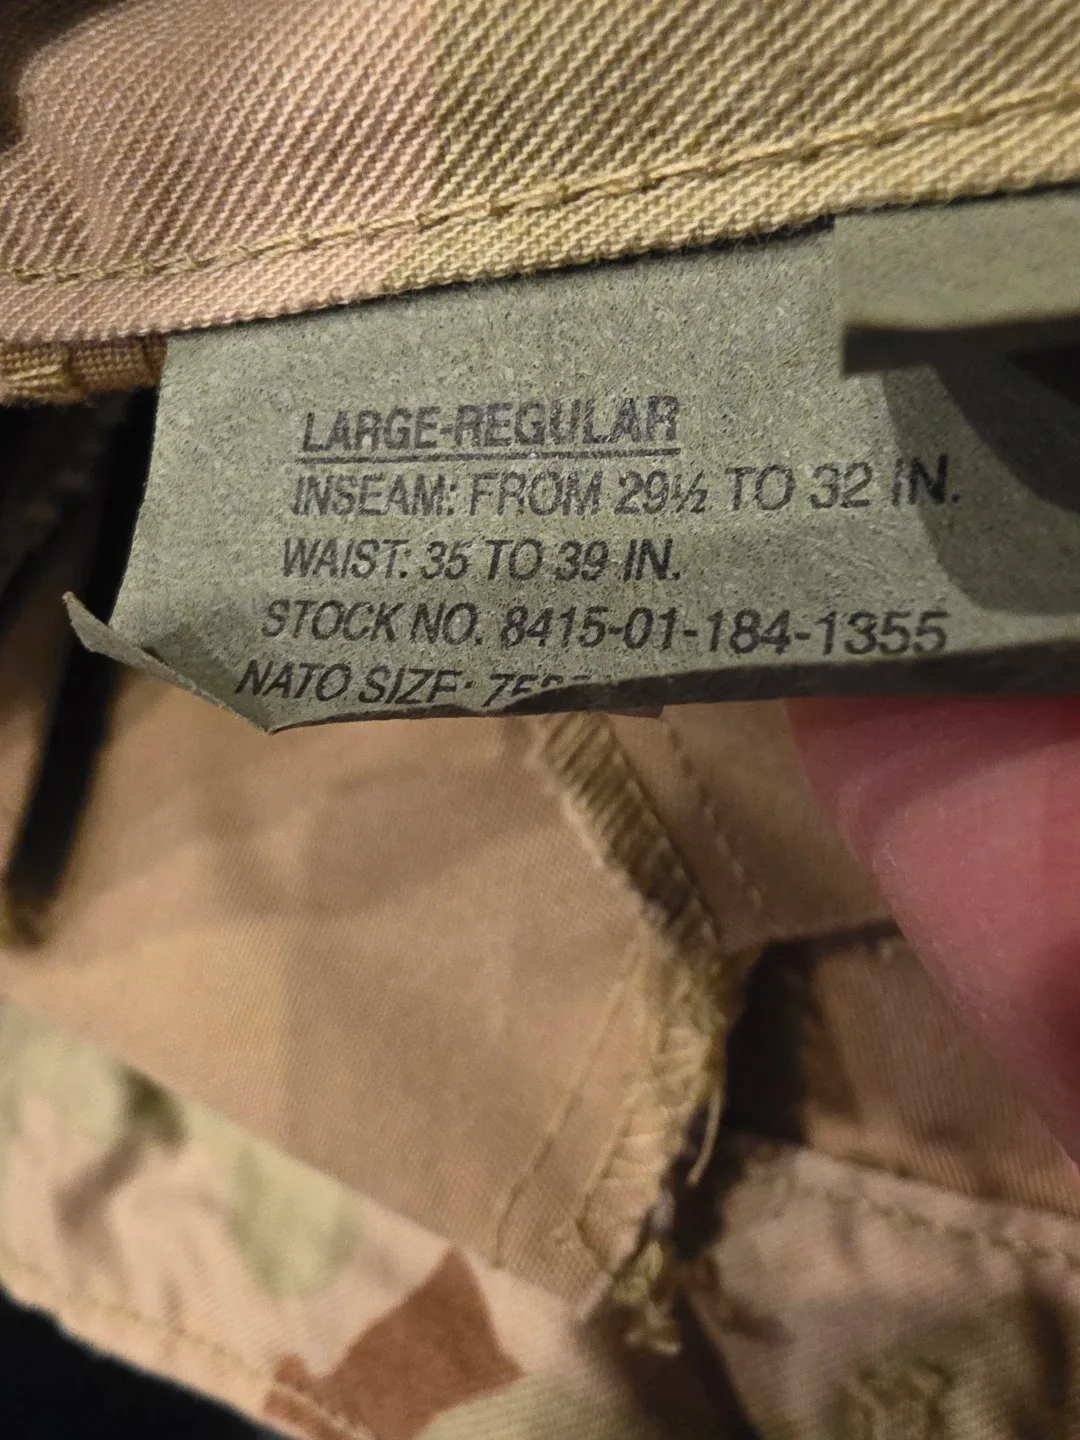 LARGE-REGULAR
INSEAM: FROM 29½ TO 32 IN.
WAIST: 35 TO 39 IN.
STOCK NO. 8415-01-184-1355
NATO SIZE: